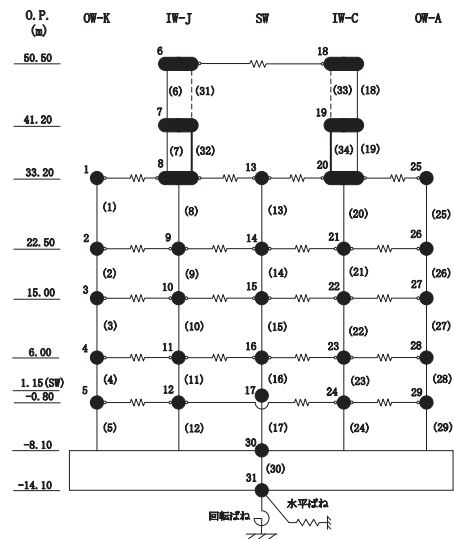 O.P. OW-K IW-J SW IW-C OW-A
(m)
50.50 6 18
(6) (31) (33) (18)
41.20 7 19
(7) (32) (34) (19)
33.20 1 8 13 20 25
(1) (8) (13) (20) (25)
22.50 2 9 14 21 26
(2) (9) (14) (21) (26)
15.00 3 10 15 22 27
(3) (10) (15) (22) (27)
6.00 4 11 16 23 28
(4) (11) (16) (23) (28)
1.15(SW) 17
-0.80 5 12 24 29
(5) (12) (17) (24) (29)
-8.10 30
(30)
-14.10 31
水平ばね
回転ばね